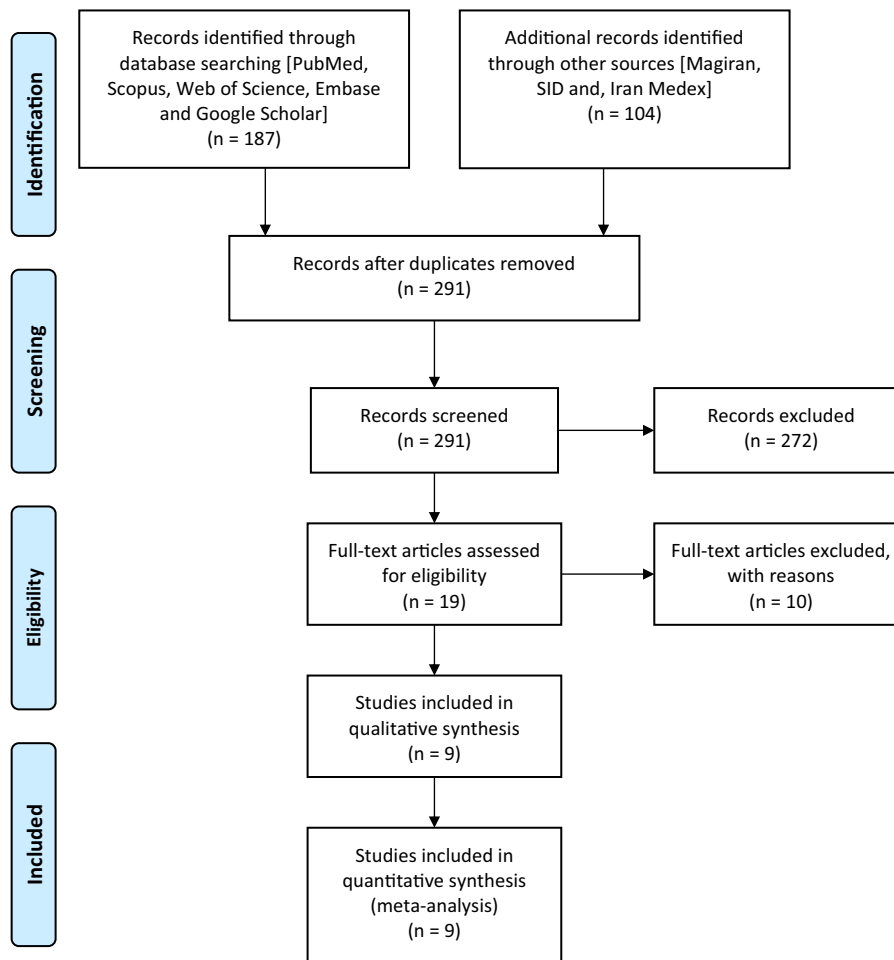 Identification
Records identified through
database searching [PubMed,
Scopus, Web of Science, Embase
and Google Scholar]
(n = 187)
Additional records identified
through other sources [Magiran,
SID and, Iran Medex]
(n = 104)
Records after duplicates removed
(n = 291)
Screening
Records screened
(n = 291)
Records excluded
(n = 272)
Eligibility
Full-text articles assessed
for eligibility
(n = 19)
Full-text articles excluded,
with reasons
(n = 10)
Studies included in
qualitative synthesis
(n = 9)
Included
Studies included in
quantitative synthesis
(meta-analysis)
(n = 9)